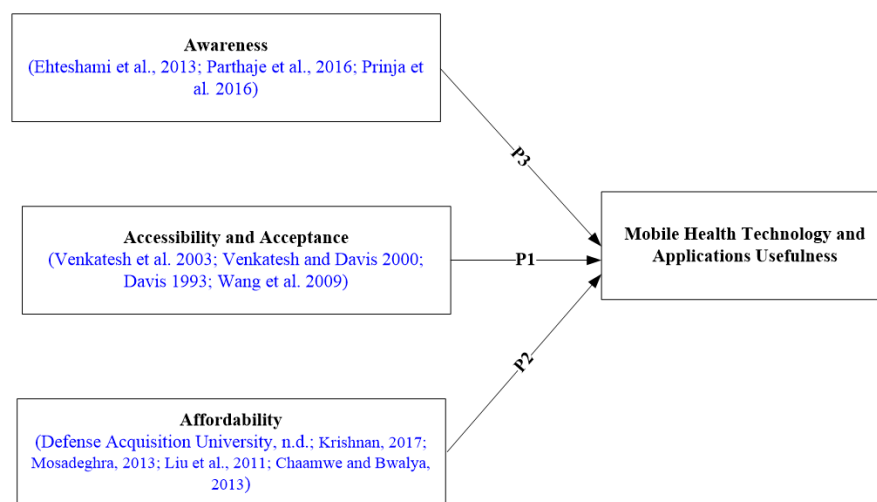 Awareness
(Ehteshami et al., 2013; Parthaje et al., 2016; Prinja et
al. 2016)
P3
Accessibility and Acceptance
(Venkatesh et al. 2003; Venkatesh and Davis 2000;
Davis 1993; Wang et al. 2009)
P1
Mobile Health Technology and
Applications Usefulness
P2
Affordability
(Defense Acquisition University, n.d.; Krishnan, 2017;
Mosadeghra, 2013; Liu et al., 2011; Chaamwe and Bwalya,
2013)